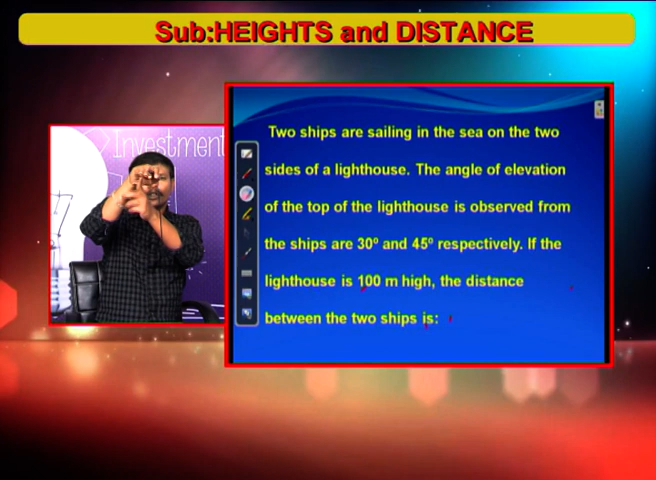 Sub:HEIGHTS and DISTANCE
Investment
Two ships are sailing in the sea on the two
sides of a lighthouse. The angle of elevation
of the top of the lighthouse is observed from
the ships are 30º and 45º respectively. If the
lighthouse is 100 m high, the distance
between the two ships is: